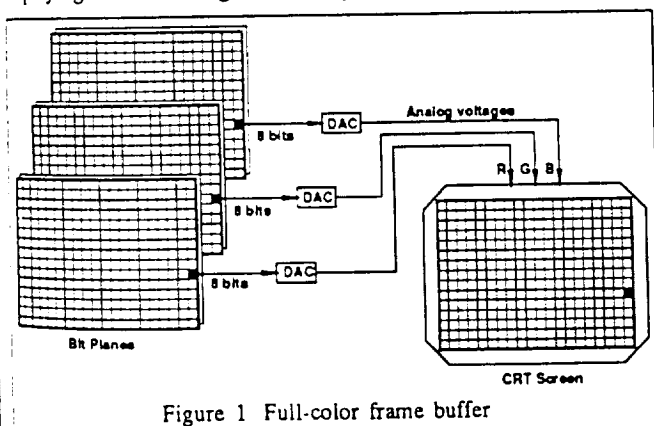 DAC
Analog voltages
8 bits
R G B
DAC
8 bits
DAC
8 bits
Bit Planes
CRT Screen
Figure 1 Full-color frame buffer